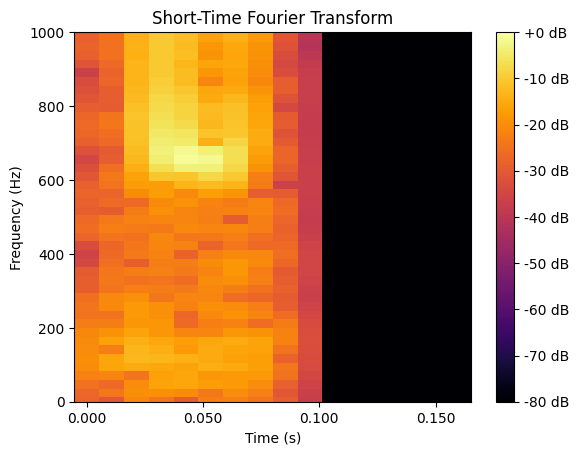 Short-Time Fourier Transform
Frequency (Hz)
1000
800
600
400
200
0
0.000
0.050
0.100
0.150
Time (s)
+0 dB
-10 dB
-20 dB
-30 dB
-40 dB
-50 dB
-60 dB
-70 dB
-80 dB